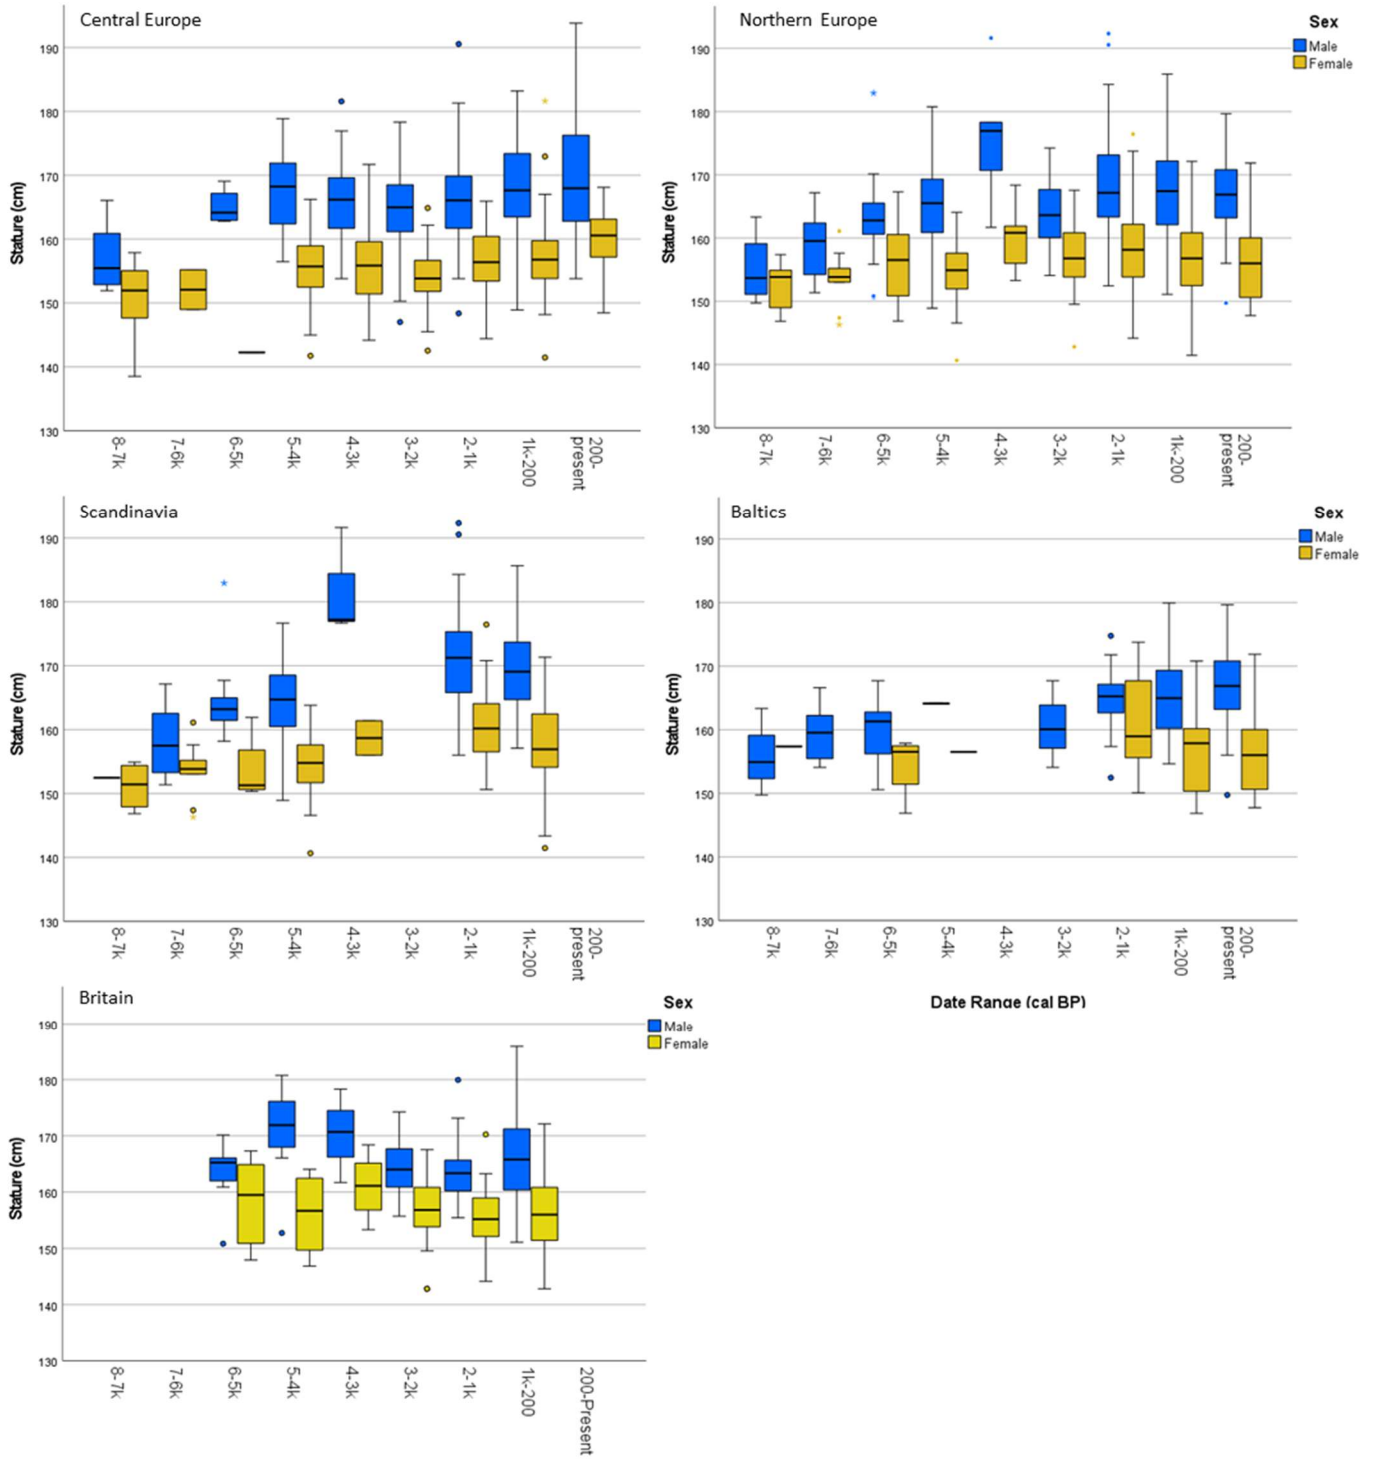 Central Europe
Stature (cm)
190
180
170
160
150
140
130
8-7k
7-6k
6-5k
5-4k
4-3k
3-2k
2-1k
1k-200
200-
present
Northern Europe
Sex
Male
Female
Stature (cm)
190
180
170
160
150
140
130
8-7k
7-6k
6-5k
5-4k
4-3k
3-2k
2-1k
1k-200
200-
present
Scandinavia
Stature (cm)
190
180
170
160
150
140
130
8-7k
7-6k
6-5k
5-4k
4-3k
3-2k
2-1k
1k-200
200-
present
Baltics
Sex
Male
Female
Stature (cm)
190
180
170
160
150
140
130
8-7k
7-6k
6-5k
5-4k
4-3k
3-2k
2-1k
1k-200
200-
present
Date Range (cal BP)
Britain
Sex
Male
Female
Stature (cm)
190
180
170
160
150
140
130
8-7k
7-6k
6-5k
5-4k
4-3k
3-2k
2-1k
1k-200
200-Present